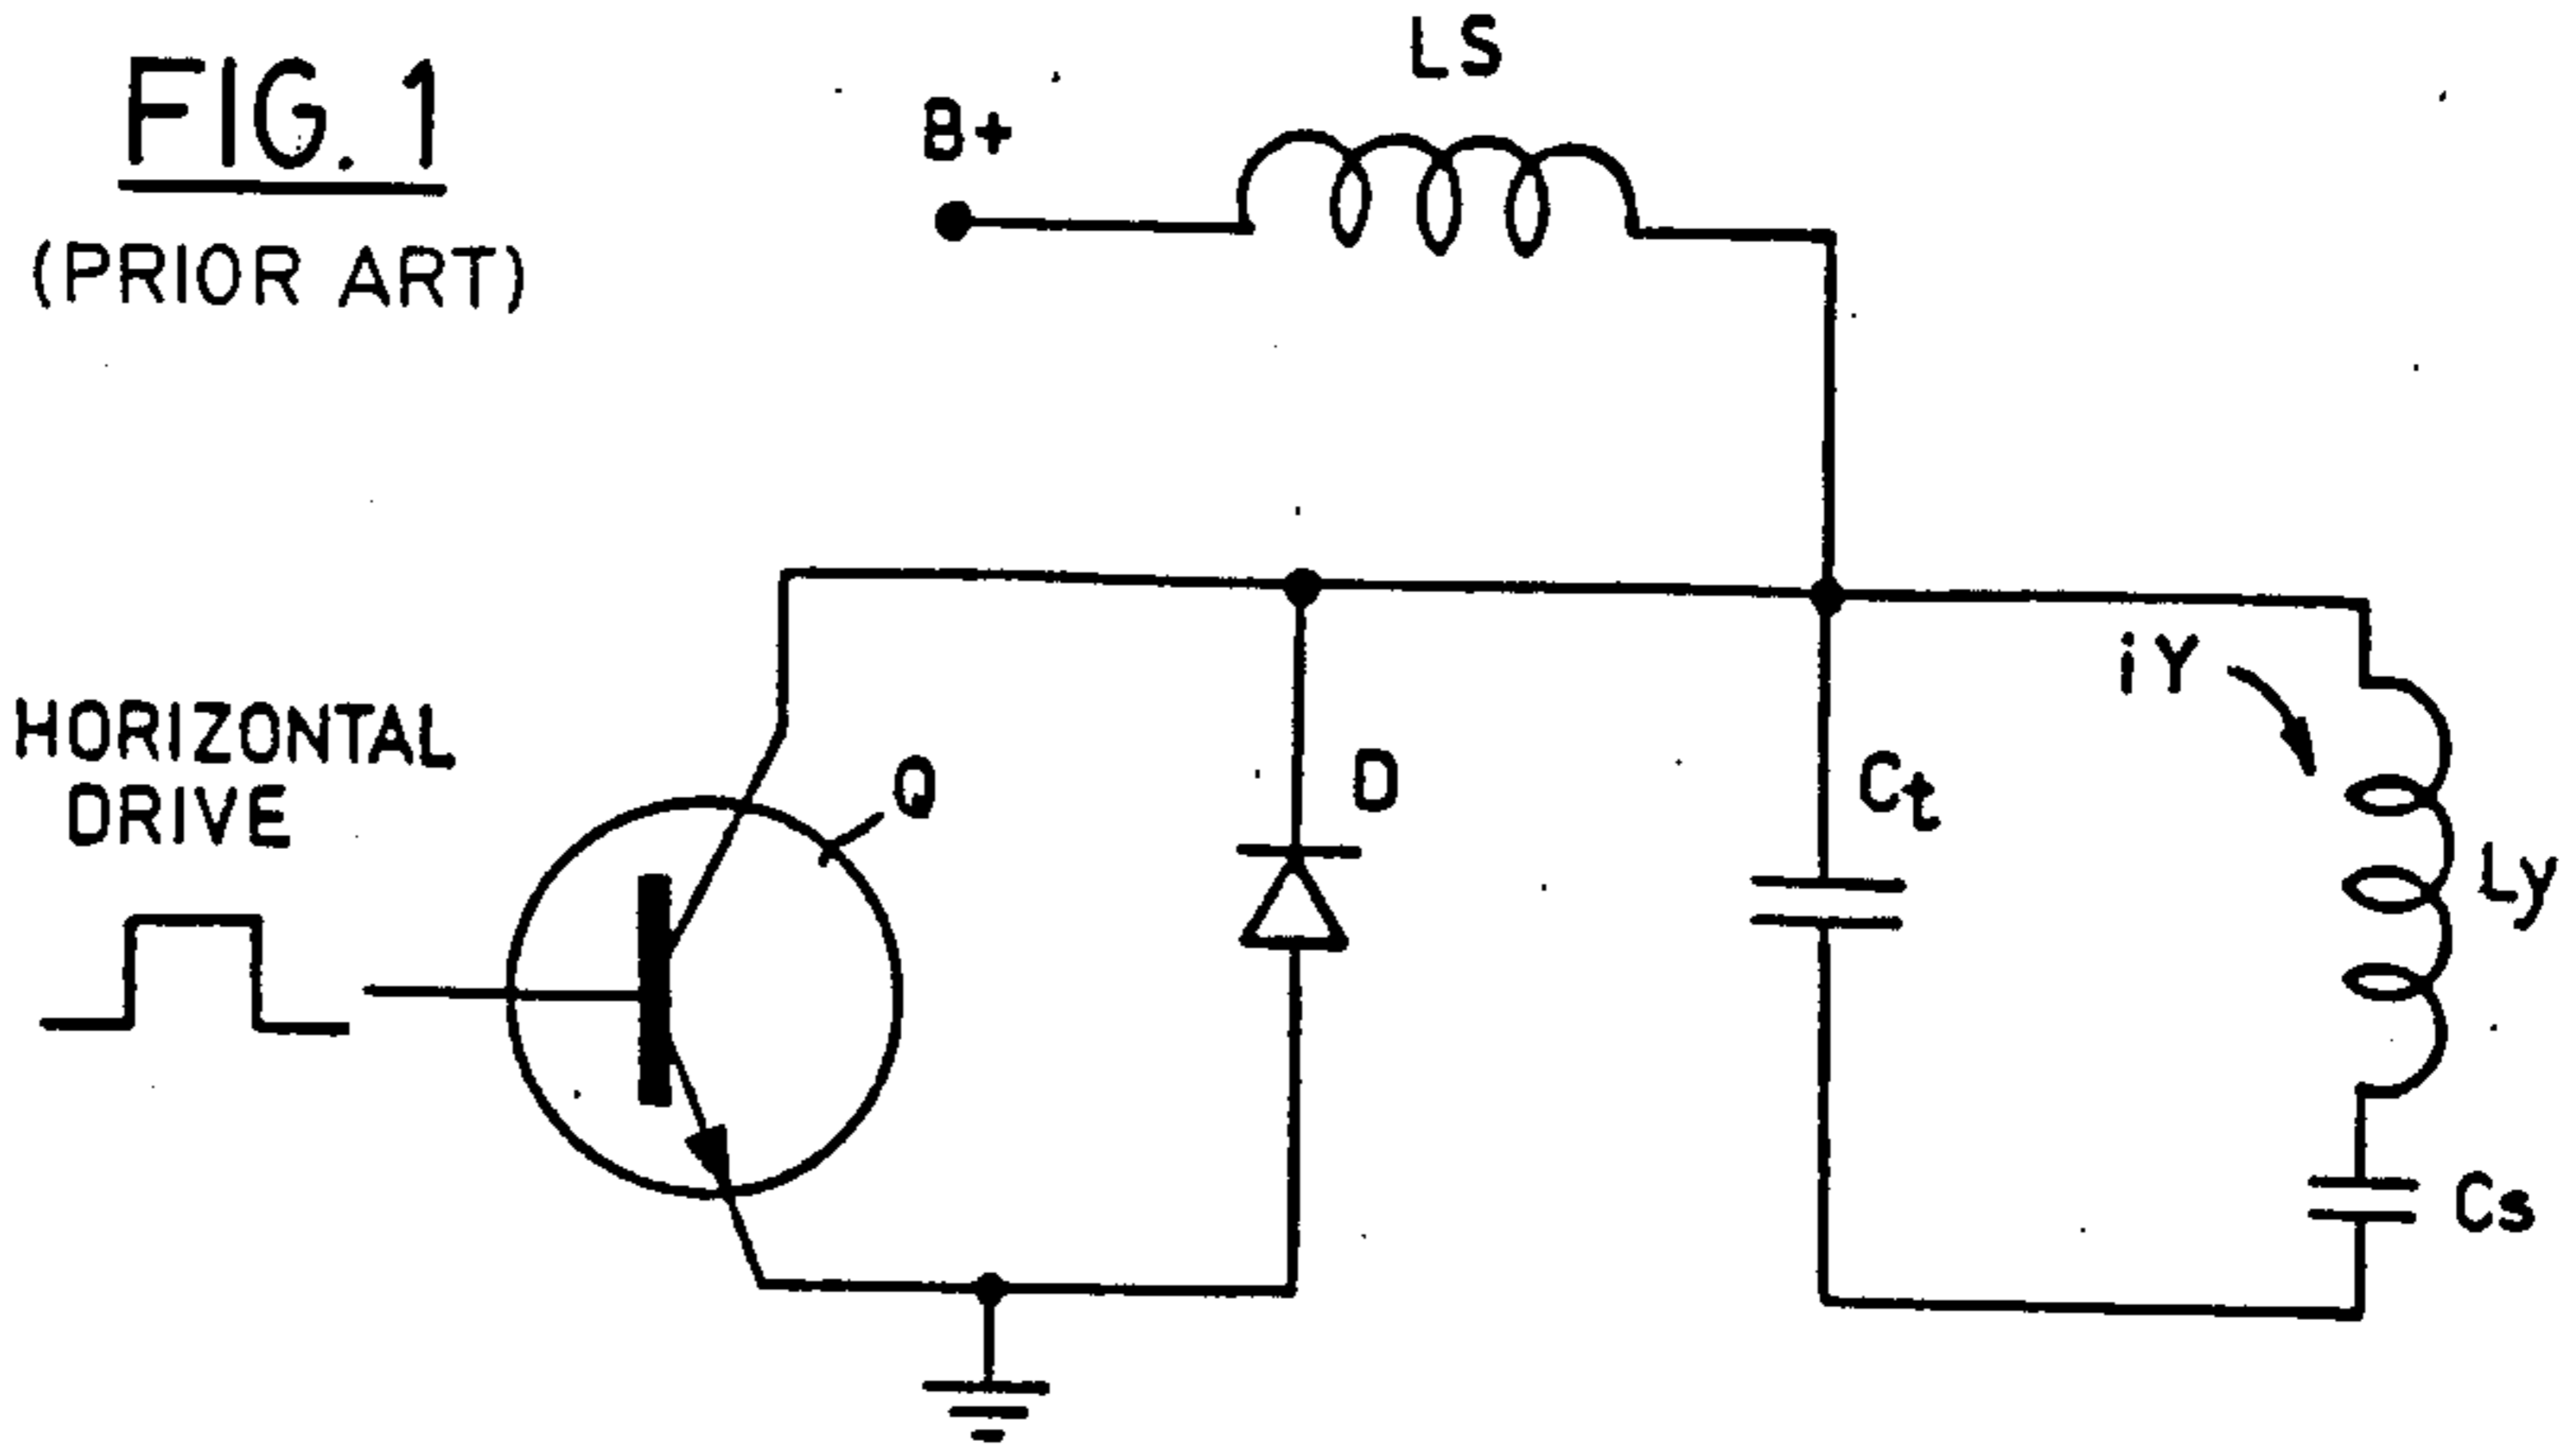 FIG. 1
(PRIOR ART)
LS
B+
iY
HORIZONTAL
DRIVE
Q
D
Ct
Ly
Cs